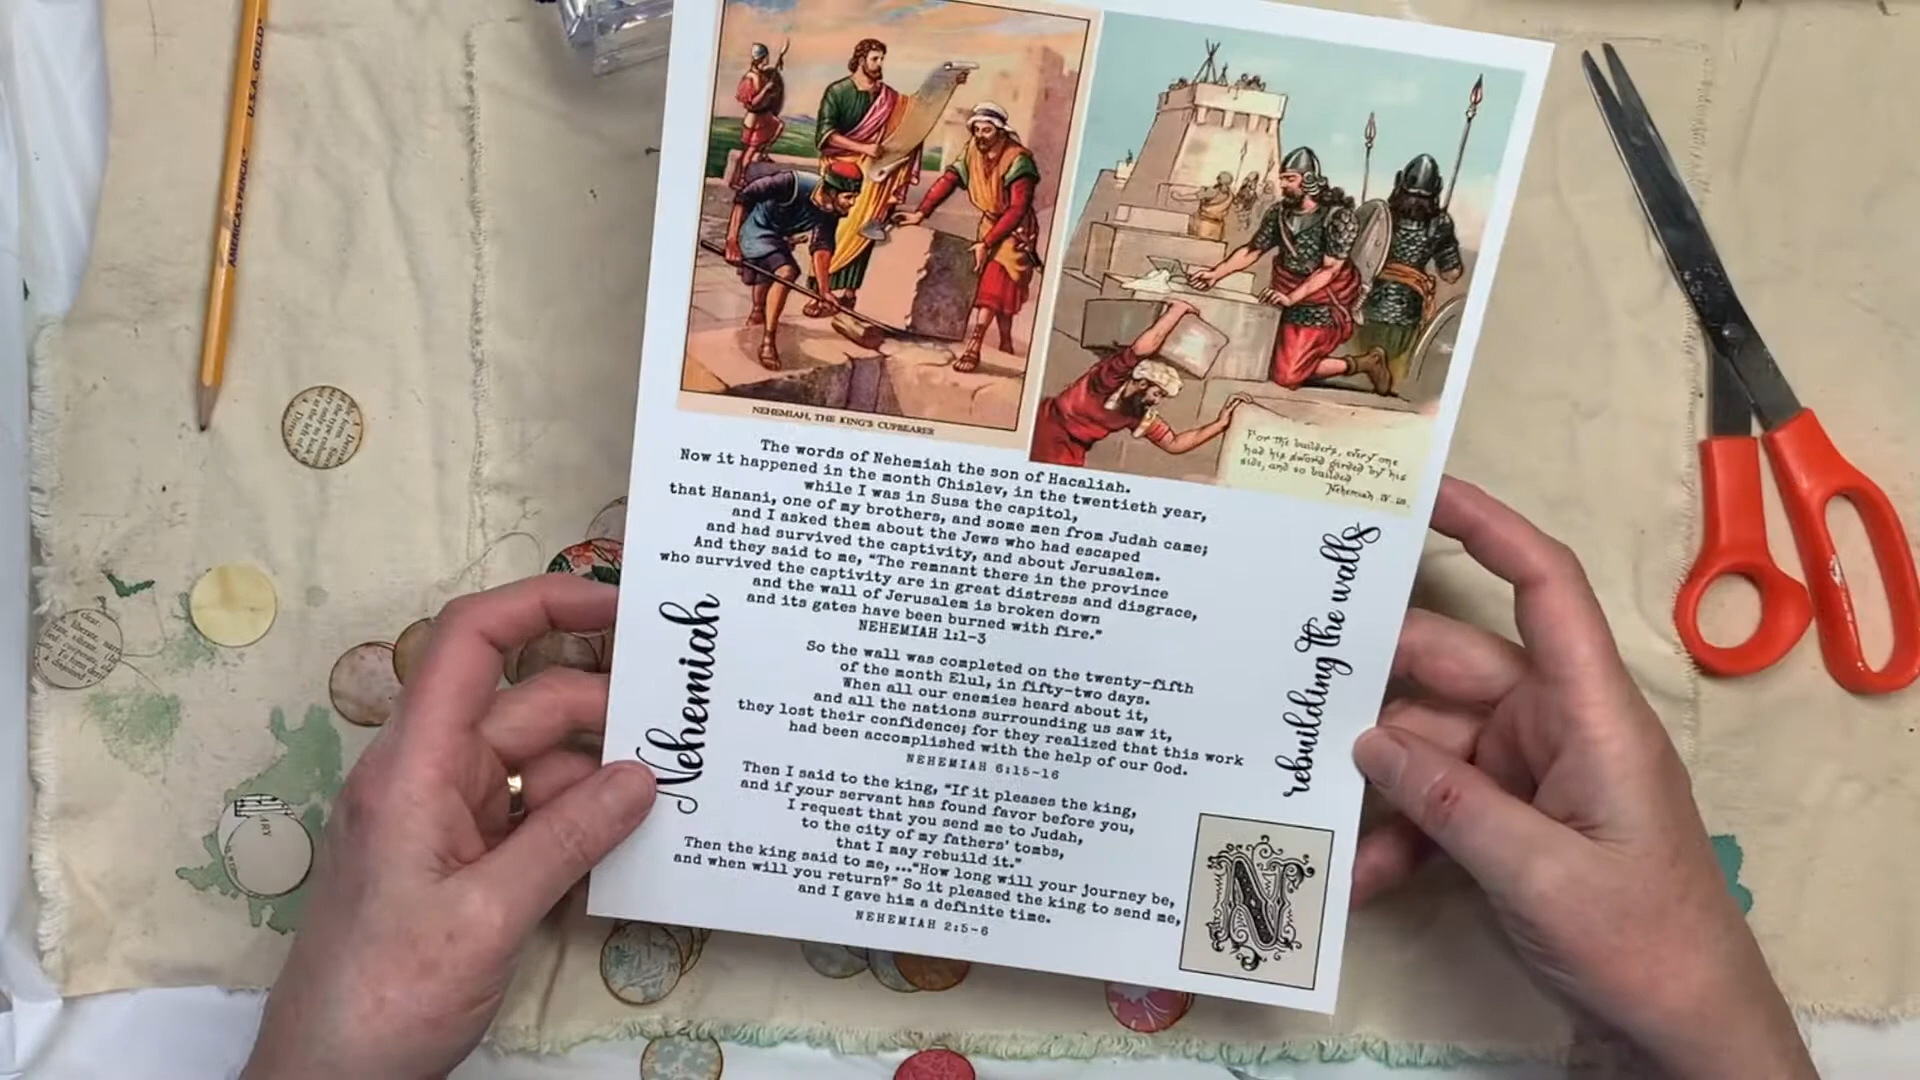 U.S.A. GOLD
AMERICA'S PENCIL
NEHEMIAH, THE KING'S CUPBEARER
For the builders, every one
had his sword girded by his
side, and so builded
Nehemiah. IV. 18.
The words of Nehemiah the son of Hacaliah.
Now it happened in the month Chislev, in the twentieth year,
while I was in Susa the capitol,
that Hanani, one of my brothers, and some men from Judah came;
and I asked them about the Jews who had escaped
and had survived the captivity, and about Jerusalem.
And they said to me, “The remnant there in the province
who survived the captivity are in great distress and disgrace,
and the wall of Jerusalem is broken down
and its gates have been burned with fire.”
NEHEMIAH 1:1-3
So the wall was completed on the twenty-fifth
of the month Elul, in fifty-two days.
When all our enemies heard about it,
and all the nations surrounding us saw it,
they lost their confidence; for they realized that this work
had been accomplished with the help of our God.
NEHEMIAH 6:15-16
Then I said to the king, “If it pleases the king,
and if your servant has found favor before you,
I request that you send me to Judah,
to the city of my fathers' tombs,
that I may rebuild it.”
Then the king said to me, ...“How long will your journey be,
and when will you return?” So it pleased the king to send me,
and I gave him a definite time.
NEHEMIAH 2:5-6
Nehemiah
rebuilding the walls
N